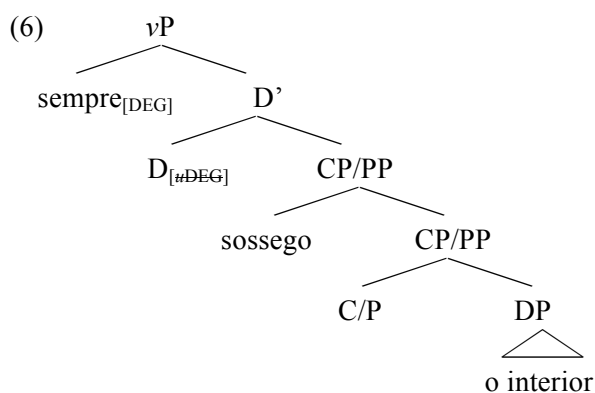 (6) vP
sempre[DEG] D’
D[uDEG] CP/PP
sossego CP/PP
C/P DP
o interior